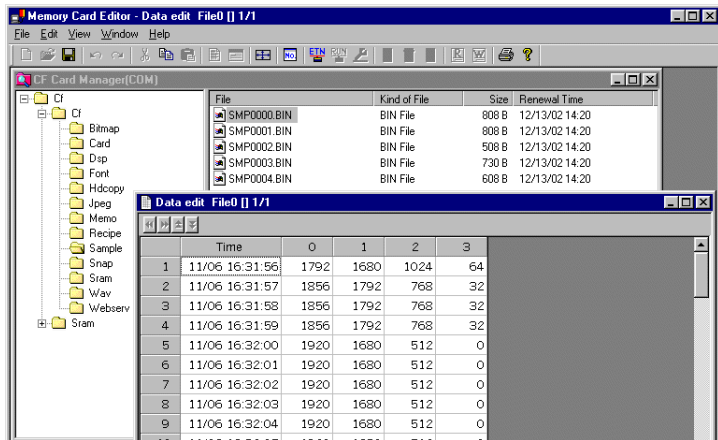 Memory Card Editor - Data edit File0 [] 1/1
File Edit View Window Help
No. ETN R W ?
CF Card Manager(COM)
Cf
Cf
Bitmap
Card
Dsp
Font
Hdcopy
Jpeg
Memo
Recipe
Sample
Snap
Sram
Wav
Webserv
Sram
File Kind of File Size Renewal Time
SMP0000.BIN BIN File 808 B 12/13/02 14:20
SMP0001.BIN BIN File 808 B 12/13/02 14:20
SMP0002.BIN BIN File 508 B 12/13/02 14:20
SMP0003.BIN BIN File 730 B 12/13/02 14:20
SMP0004.BIN BIN File 608 B 12/13/02 14:20
Data edit File0 [] 1/1
Time 0 1 2 3
1 11/06 16:31:56 1792 1680 1024 64
2 11/06 16:31:57 1856 1792 768 32
3 11/06 16:31:58 1856 1792 768 32
4 11/06 16:31:59 1856 1792 768 32
5 11/06 16:32:00 1920 1680 512 0
6 11/06 16:32:01 1920 1680 512 0
7 11/06 16:32:02 1920 1680 512 0
8 11/06 16:32:03 1920 1680 512 0
9 11/06 16:32:04 1920 1680 512 0